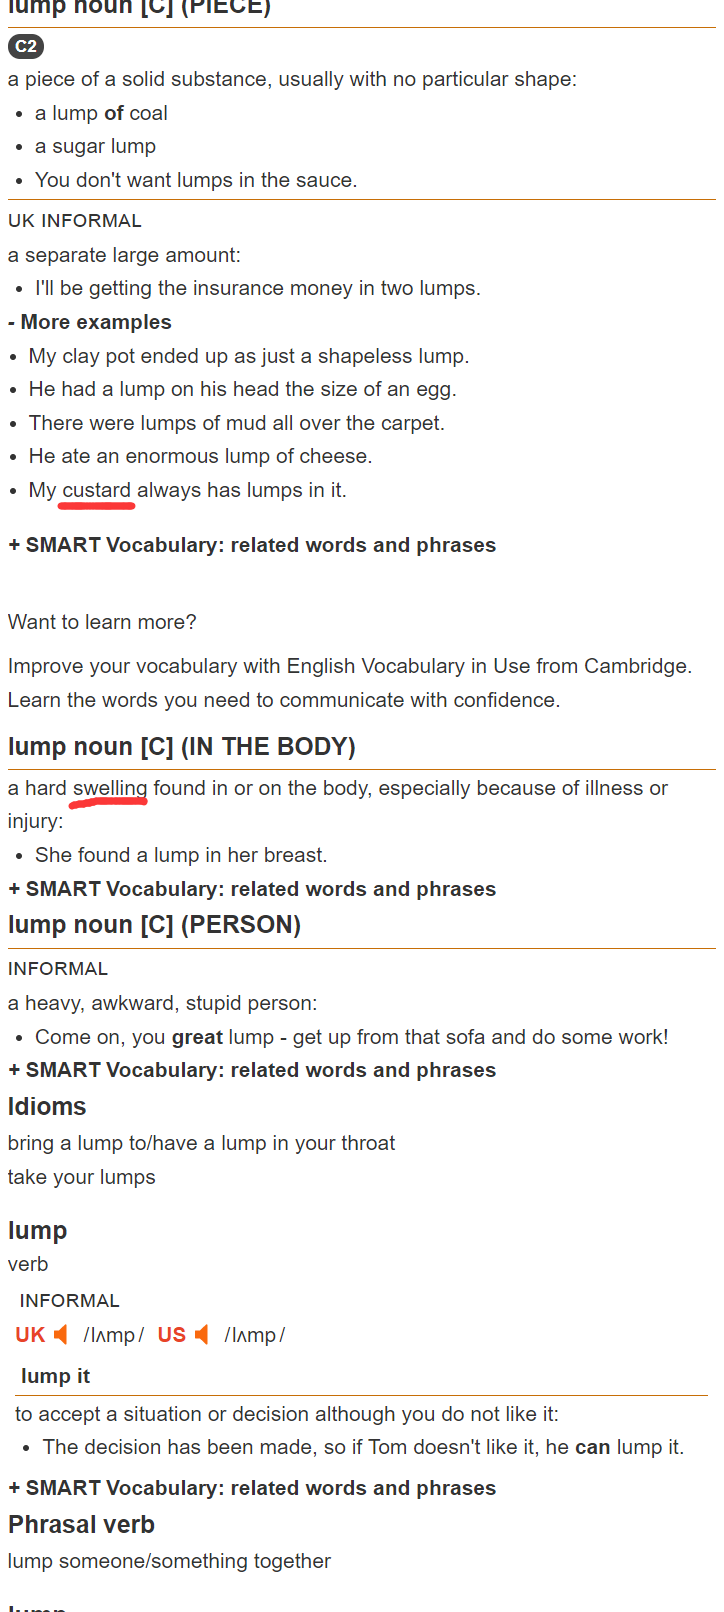 lump noun [C] (PIECE)
C2
a piece of a solid substance, usually with no particular shape:
• a lump of coal
• a sugar lump
• You don't want lumps in the sauce.
UK INFORMAL
a separate large amount:
• I'll be getting the insurance money in two lumps.
- More examples
• My clay pot ended up as just a shapeless lump.
• He had a lump on his head the size of an egg.
• There were lumps of mud all over the carpet.
• He ate an enormous lump of cheese.
• My custard always has lumps in it.
+ SMART Vocabulary: related words and phrases
Want to learn more?
Improve your vocabulary with English Vocabulary in Use from Cambridge.
Learn the words you need to communicate with confidence.
lump noun [C] (IN THE BODY)
a hard swelling found in or on the body, especially because of illness or
injury:
• She found a lump in her breast.
+ SMART Vocabulary: related words and phrases
lump noun [C] (PERSON)
INFORMAL
a heavy, awkward, stupid person:
• Come on, you great lump - get up from that sofa and do some work!
+ SMART Vocabulary: related words and phrases
Idioms
bring a lump to/have a lump in your throat
take your lumps
lump
verb
INFORMAL
UK /lʌmp/ US /lʌmp/
lump it
to accept a situation or decision although you do not like it:
• The decision has been made, so if Tom doesn't like it, he can lump it.
+ SMART Vocabulary: related words and phrases
Phrasal verb
lump someone/something together
lump